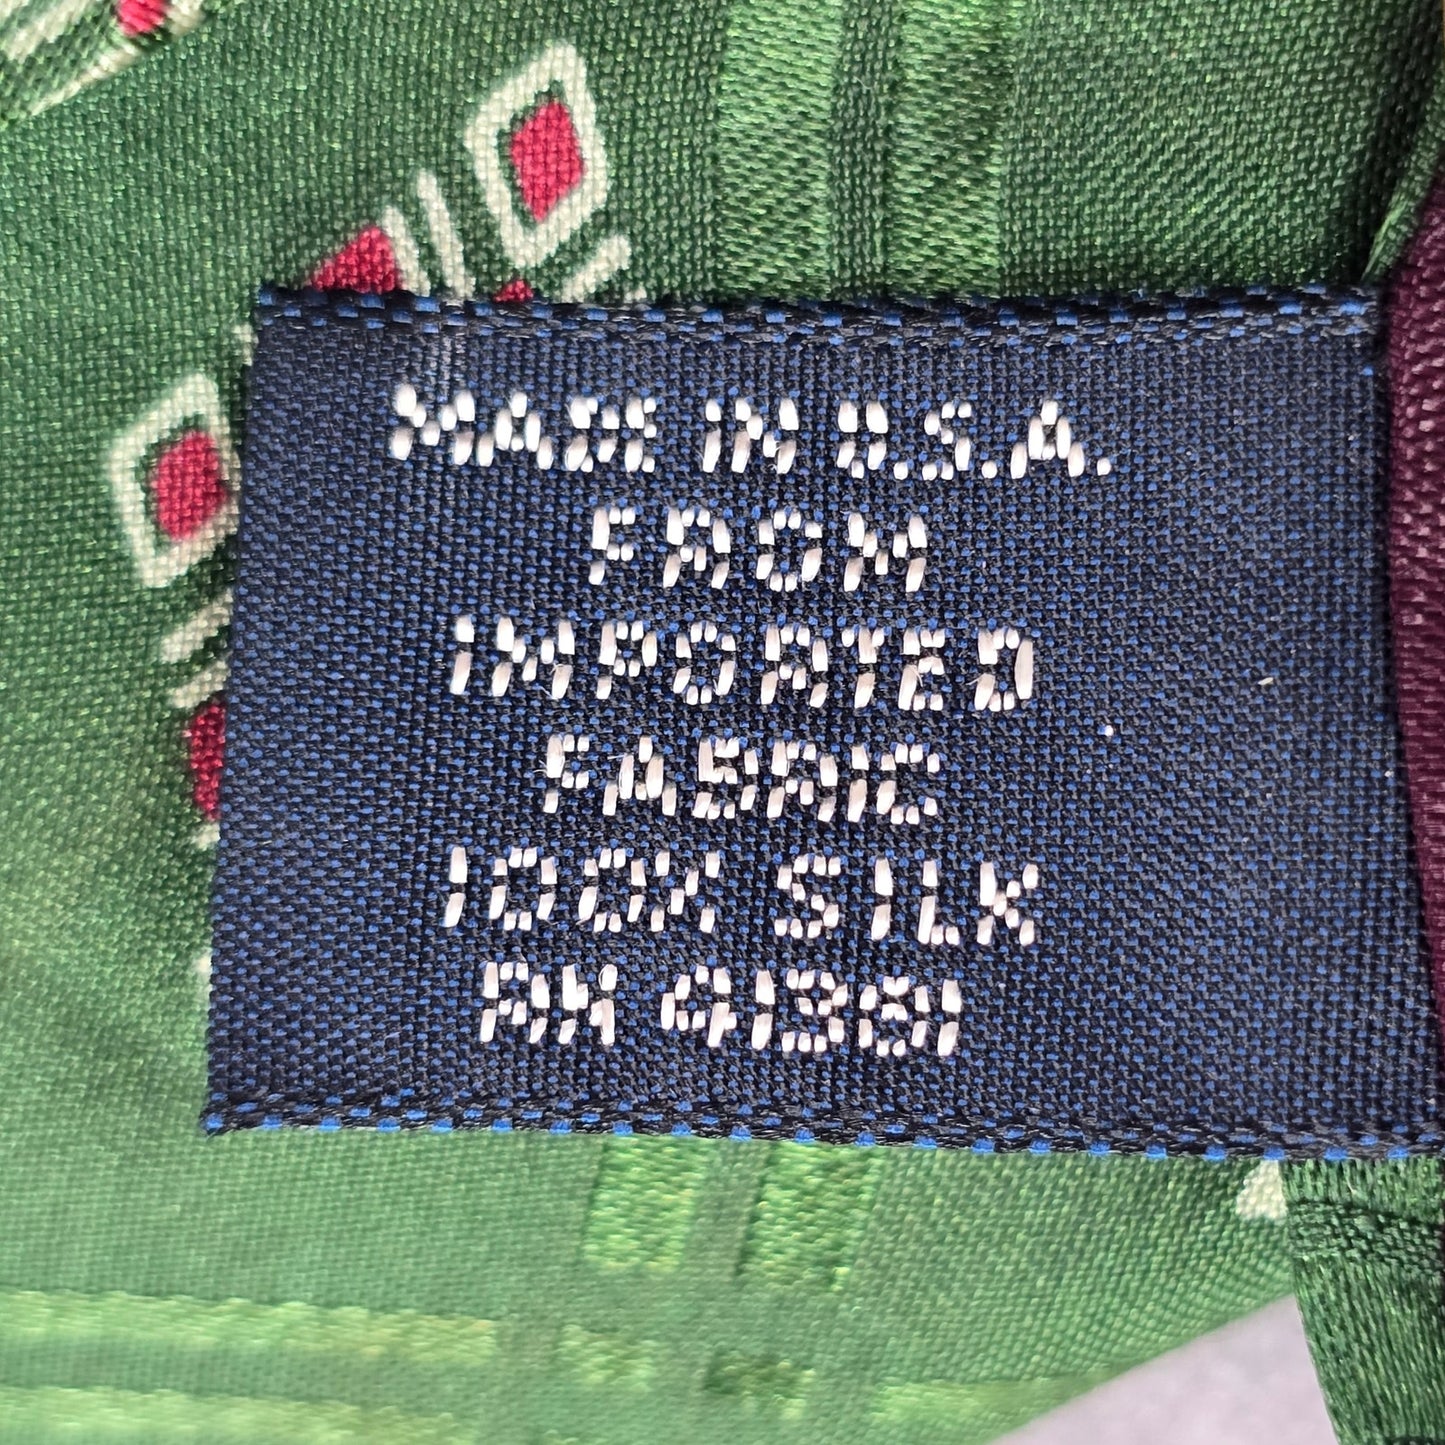 MADE IN U.S.A.
FROM
IMPORTED
FABRIC
100% SILK
RN 41381